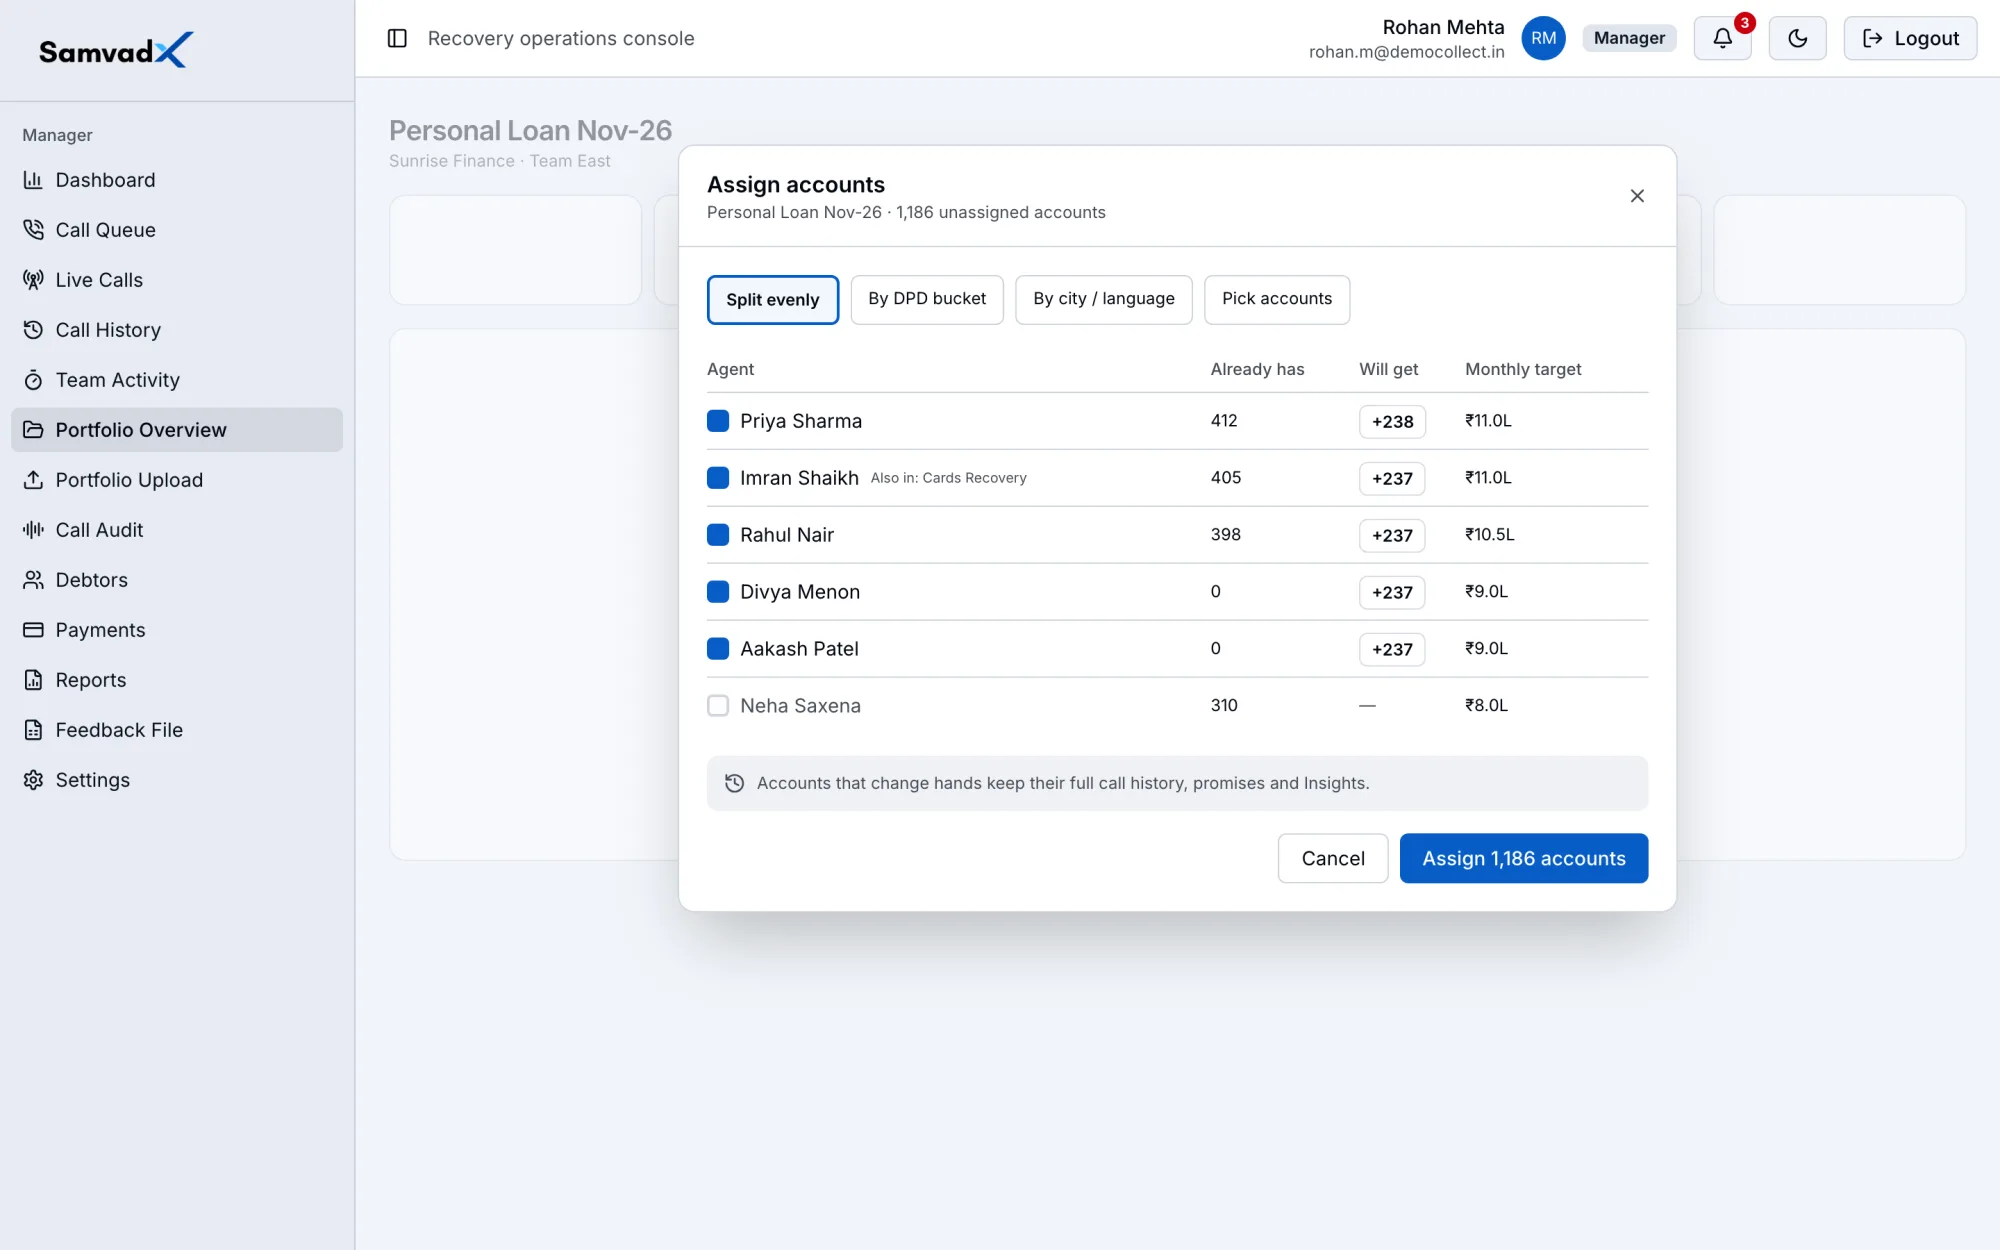 SamvadX
Manager
Dashboard
Call Queue
Live Calls
Call History
Team Activity
Portfolio Overview
Portfolio Upload
Call Audit
Debtors
Payments
Reports
Feedback File
Settings
Recovery operations console
Rohan Mehta
rohan.m@democollect.in
RM
Manager
3
Logout
Personal Loan Nov-26
Sunrise Finance · Team East
Assign accounts
Personal Loan Nov-26 · 1,186 unassigned accounts
Split evenly By DPD bucket By city / language Pick accounts
Agent Already has Will get Monthly target
Priya Sharma 412 +238 ₹11.0L
Imran Shaikh Also in: Cards Recovery 405 +237 ₹11.0L
Rahul Nair 398 +237 ₹10.5L
Divya Menon 0 +237 ₹9.0L
Aakash Patel 0 +237 ₹9.0L
Neha Saxena 310 — ₹8.0L
Accounts that change hands keep their full call history, promises and Insights.
Cancel Assign 1,186 accounts